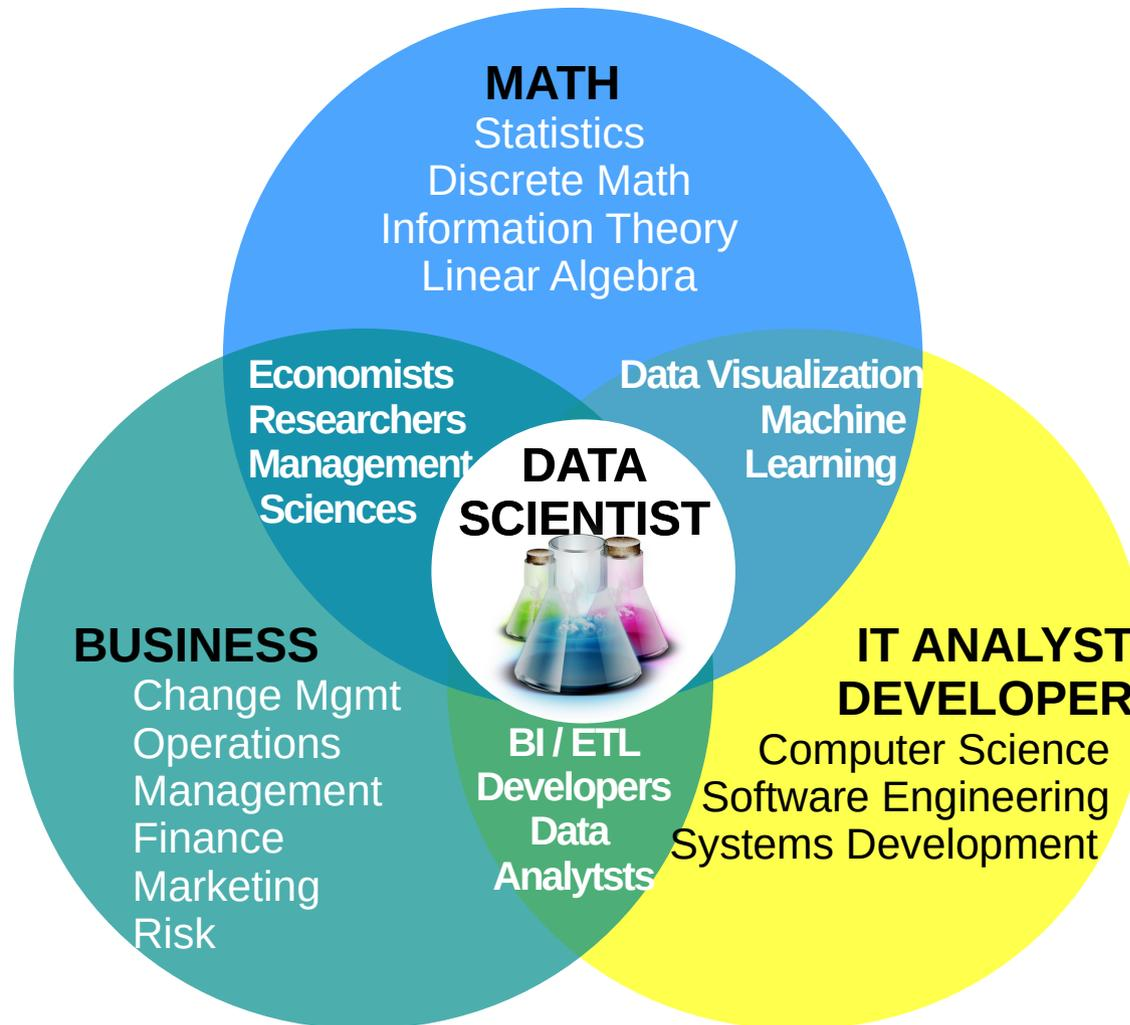 MATH
Statistics
Discrete Math
Information Theory
Linear Algebra
Economists
Researchers
Management
Sciences
Data Visualization
Machine
Learning
DATA
SCIENTIST
BUSINESS
Change Mgmt
Operations
Management
Finance
Marketing
Risk
BI / ETL
Developers
Data
Analytsts
IT ANALYST
DEVELOPER
Computer Science
Software Engineering
Systems Development